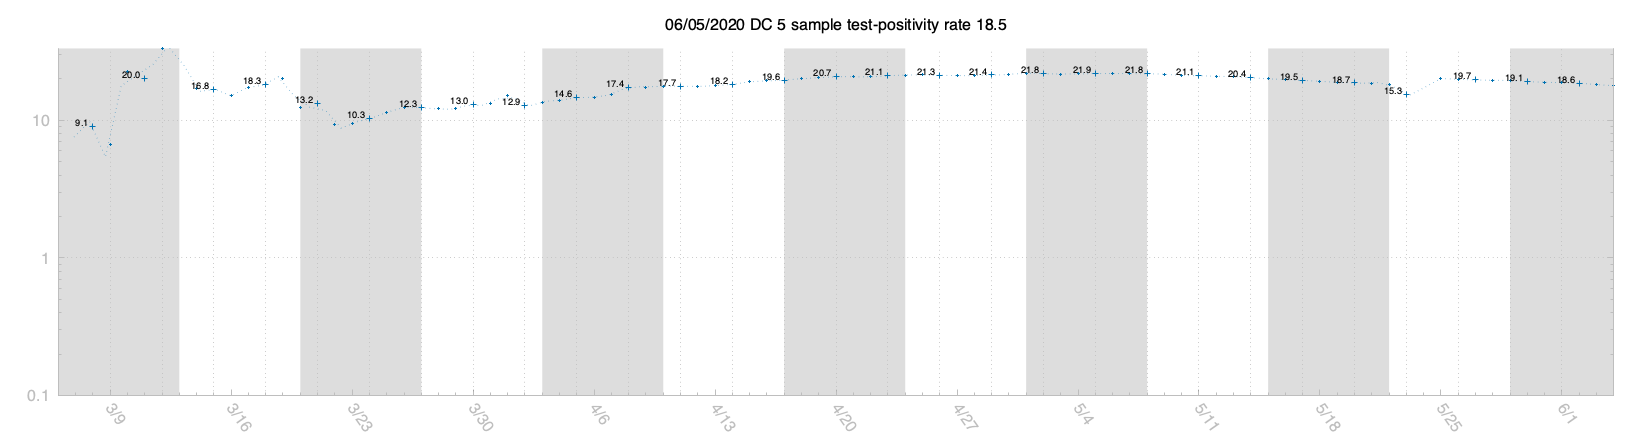 06/05/2020 DC 5 sample test-positivity rate 18.5
9.1 20.0 16.8 18.3 13.2 10.3 12.3 13.0 12.9 14.6 17.4 17.7 18.2 19.6 20.7 21.1 21.3 21.4 21.8 21.9 21.8 21.1 20.4 19.5 18.7 15.3 19.7 19.1 18.6
10
1
0.1
3/9 3/16 3/23 3/30 4/6 4/13 4/20 4/27 5/4 5/11 5/18 5/25 6/1